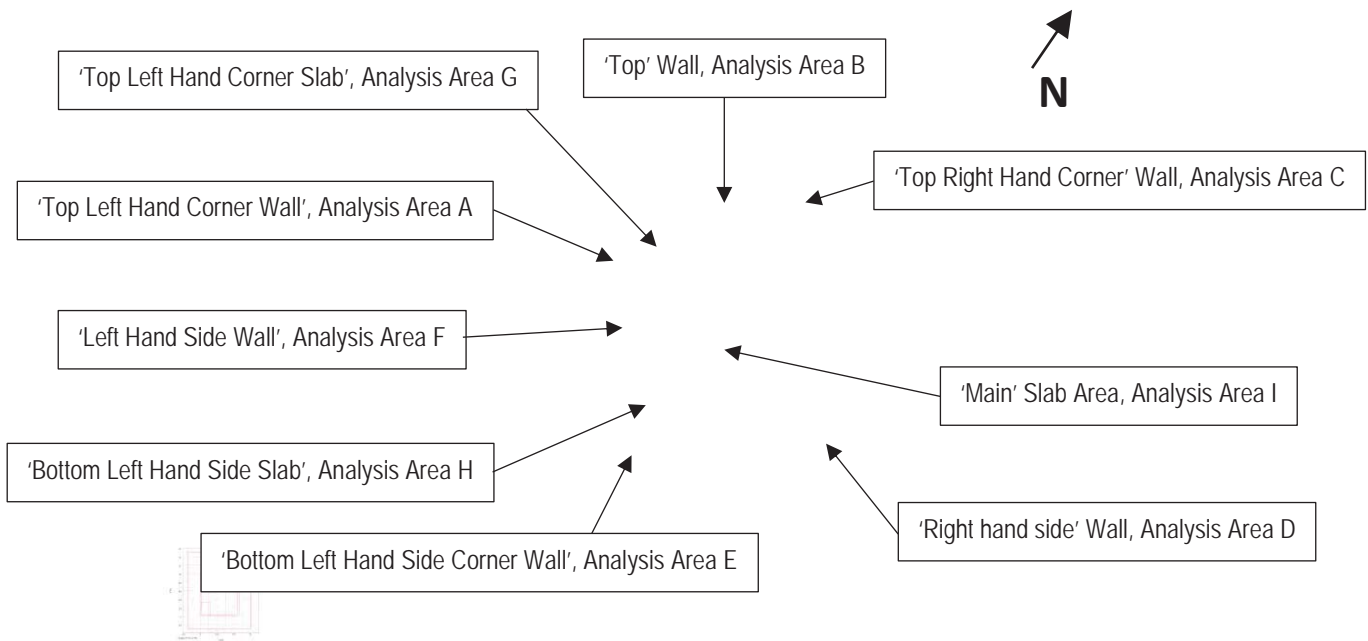 ‘Top Left Hand Corner Slab’, Analysis Area G
‘Top’ Wall, Analysis Area B
N
‘Top Right Hand Corner’ Wall, Analysis Area C
‘Top Left Hand Corner Wall’, Analysis Area A
‘Left Hand Side Wall’, Analysis Area F
‘Main’ Slab Area, Analysis Area I
‘Bottom Left Hand Side Slab’, Analysis Area H
‘Right hand side’ Wall, Analysis Area D
‘Bottom Left Hand Side Corner Wall’, Analysis Area E